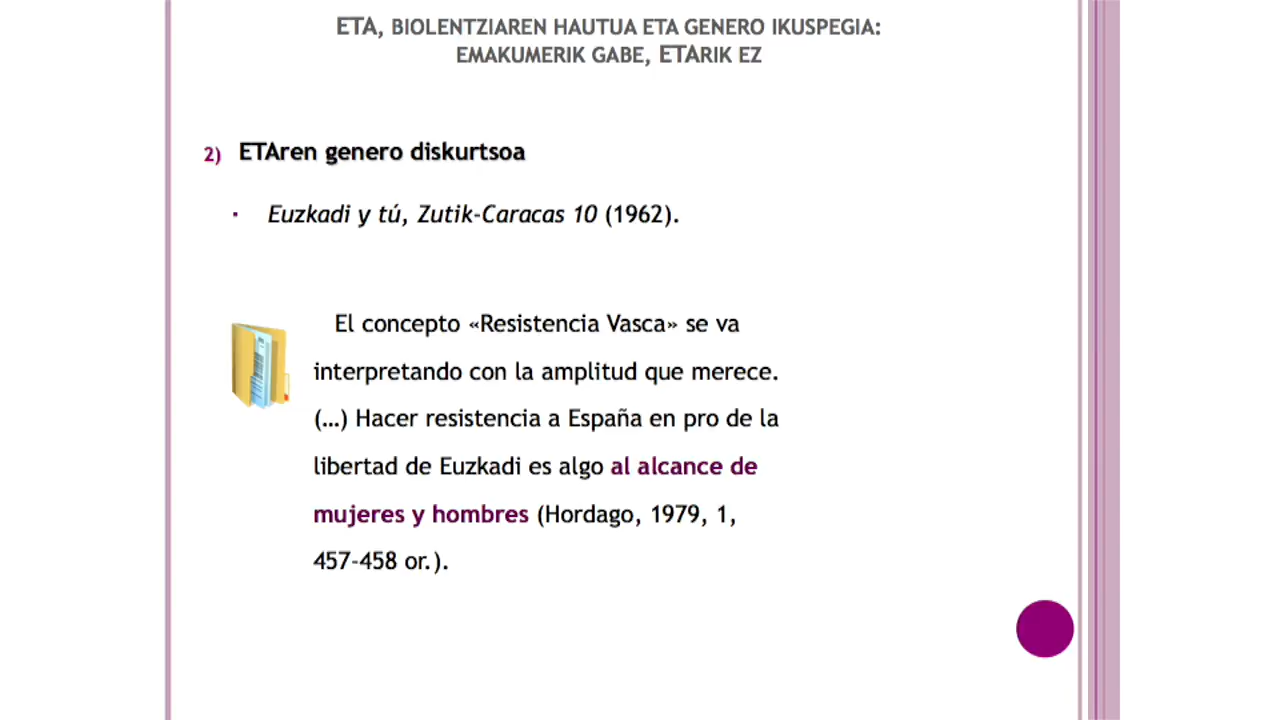 ETA, BIOLENTZIAREN HAUTUA ETA GENERO IKUSPEGIA:
EMAKUMERIK GABE, ETARIK EZ
2) ETAren genero diskurtsoa
▪ Euzkadi y tú, Zutik-Caracas 10 (1962).
El concepto «Resistencia Vasca» se va
interpretando con la amplitud que merece.
(…) Hacer resistencia a España en pro de la
libertad de Euzkadi es algo al alcance de
mujeres y hombres (Hordago, 1979, 1,
457-458 or.).